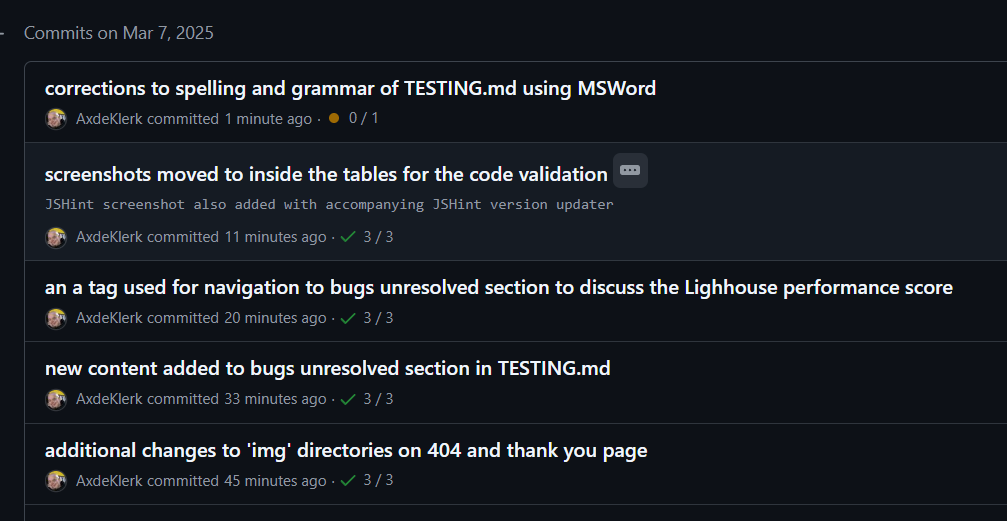 Commits on Mar 7, 2025
corrections to spelling and grammar of TESTING.md using MSWord
AxdeKlerk committed 1 minute ago · 0 / 1
screenshots moved to inside the tables for the code validation
JSHint screenshot also added with accompanying JSHint version updater
AxdeKlerk committed 11 minutes ago · 3 / 3
an a tag used for navigation to bugs unresolved section to discuss the Lighhouse performance score
AxdeKlerk committed 20 minutes ago · 3 / 3
new content added to bugs unresolved section in TESTING.md
AxdeKlerk committed 33 minutes ago · 3 / 3
additional changes to 'img' directories on 404 and thank you page
AxdeKlerk committed 45 minutes ago · 3 / 3